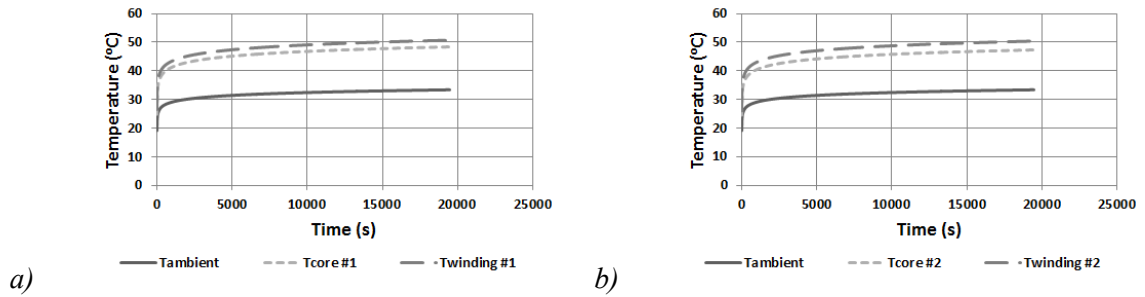 60
50
40
30
20
10
0
Temperature (ºC)
0 5000 10000 15000 20000 25000
Time (s)
Tambient Tcore #1 Twinding #1
a)
60
50
40
30
20
10
0
Temperature (ºC)
0 5000 10000 15000 20000 25000
Time (s)
Tambient Tcore #2 Twinding #2
b)